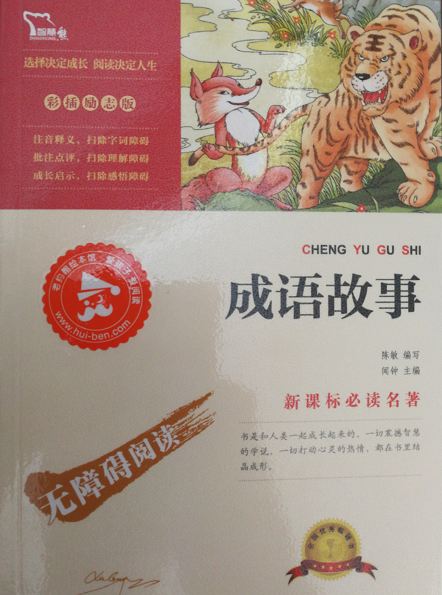 智慧熊
选择决定成长 阅读决定人生
彩插励志版
注音释义，扫除字词障碍
批注点评，扫除理解障碍
成长启示，扫除感悟障碍
CHENG YU GU SHI
成语故事
陈敏 编写
闻钟 主编
新课标必读名著
书是和人类一起成长起来的，一切震撼智慧
的学说，一切打动心灵的热情，都在书里结
晶成形。
www.hui-ben.com
无障碍阅读